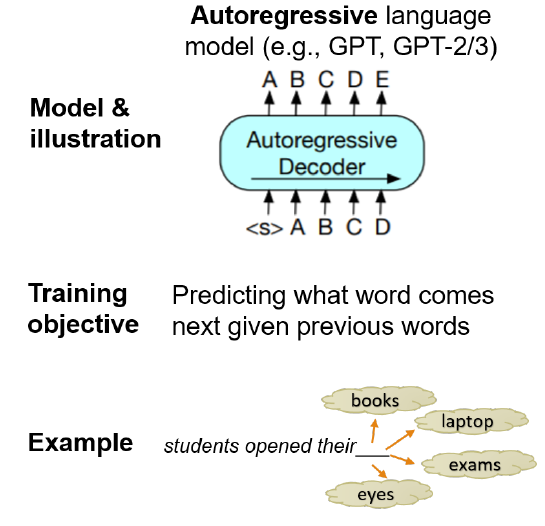 Autoregressive language
model (e.g., GPT, GPT-2/3)
A B C D E
Model &
illustration
Autoregressive
Decoder
<s> A B C D
Training
objective
Predicting what word comes
next given previous words
Example
students opened their___
books
laptop
exams
eyes